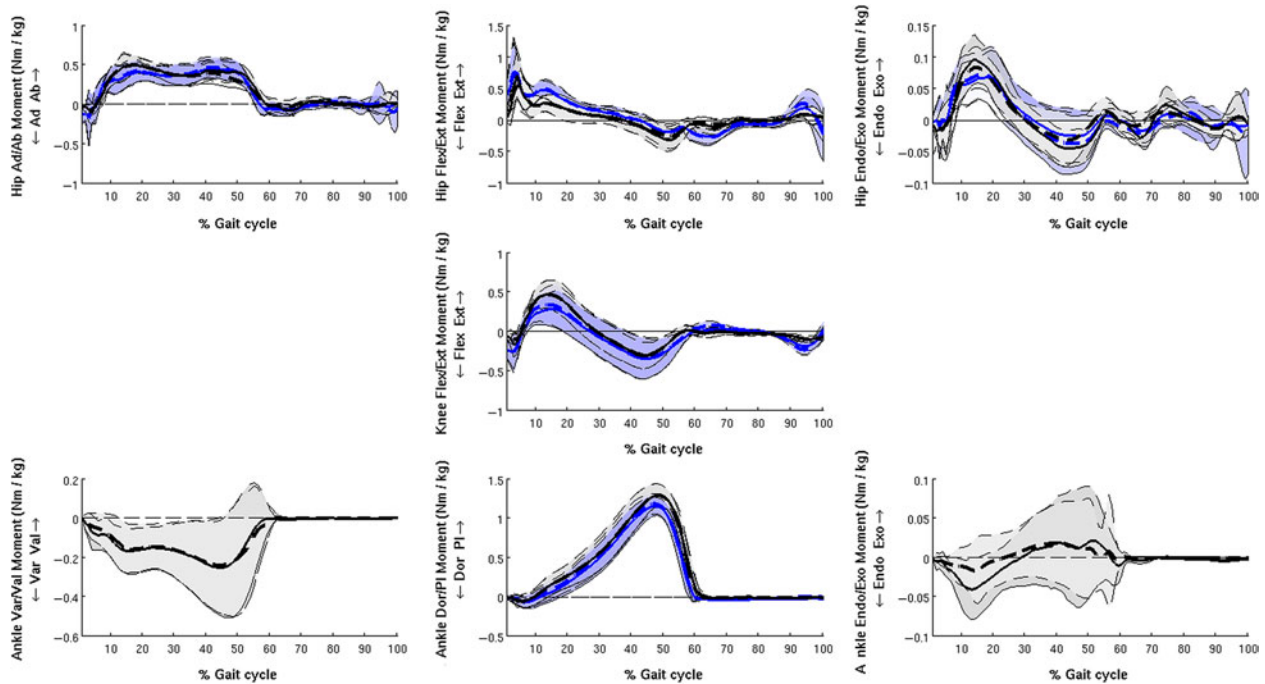 Hip Ad/Ab Moment (Nm / kg)
← Ad Ab →
1
0.5
0
−0.5
−1
10 20 30 40 50 60 70 80 90 100
% Gait cycle
Hip Flex/Ext Moment (Nm / kg)
← Flex Ext →
1.5
1
0.5
0
−0.5
−1
10 20 30 40 50 60 70 80 90 100
% Gait cycle
Hip Endo/Exo Moment (Nm / kg)
← Endo Exo →
0.15
0.1
0.05
0
−0.05
−0.1
10 20 30 40 50 60 70 80 90 100
% Gait cycle
Knee Flex/Ext Moment (Nm / kg)
← Flex Ext →
1
0.5
0
−0.5
−1
10 20 30 40 50 60 70 80 90 100
% Gait cycle
Ankle Var/Val Moment (Nm / kg)
← Var Val →
0.2
0
−0.2
−0.4
−0.6
10 20 30 40 50 60 70 80 90 100
% Gait cycle
Ankle Dor/Pl Moment (Nm / kg)
← Dor Pl →
1.5
1
0.5
0
−0.5
10 20 30 40 50 60 70 80 90 100
% Gait cycle
A nkle Endo/Exo Moment (Nm / kg)
← Endo Exo →
0.1
0.05
0
−0.05
−0.1
10 20 30 40 50 60 70 80 90 100
% Gait cycle